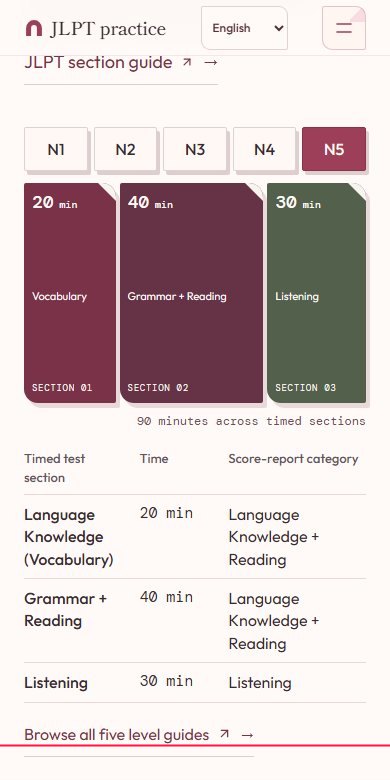 JLPT practice
English
JLPT section guide ↗ →
N1 N2 N3 N4 N5
20 min
Vocabulary
SECTION 01
40 min
Grammar + Reading
SECTION 02
30 min
Listening
SECTION 03
90 minutes across timed sections
Timed test section
Time
Score-report category
Language
Knowledge
(Vocabulary)
20 min
Language
Knowledge +
Reading
Grammar +
Reading
40 min
Language
Knowledge +
Reading
Listening
30 min
Listening
Browse all five level guides ↗ →